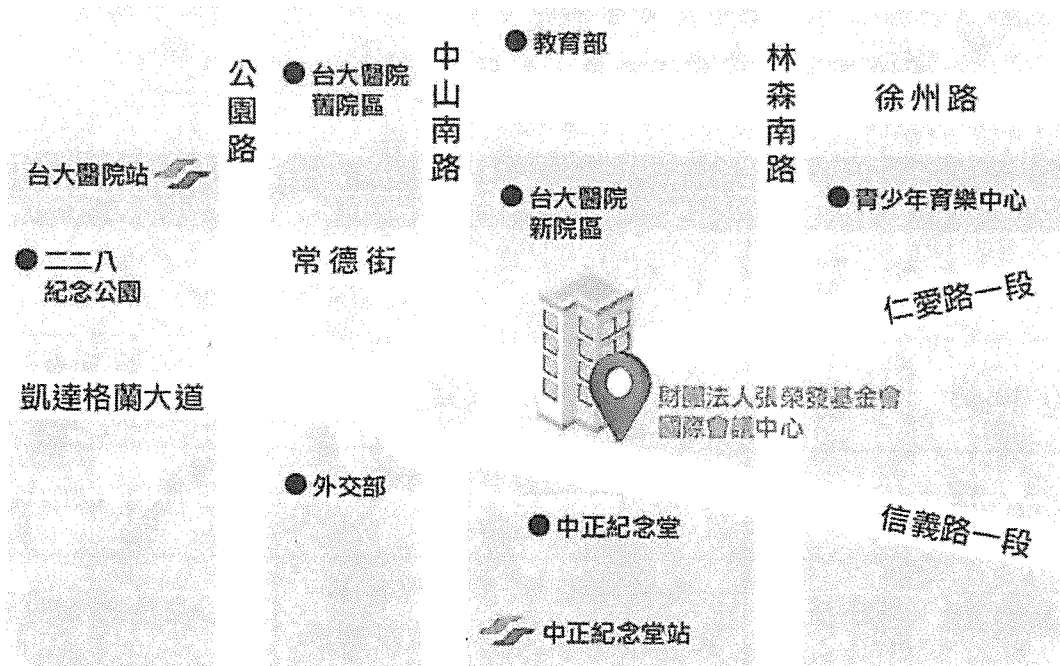 教育部
中山南路
林森南路
公園路
台大醫院
舊院區
徐州路
台大醫院站
台大醫院
新院區
青少年育樂中心
二二八
紀念公園
常德街
仁愛路一段
凱達格蘭大道
財團法人張榮發基金會
國際會議中心
外交部
中正紀念堂
信義路一段
中正紀念堂站